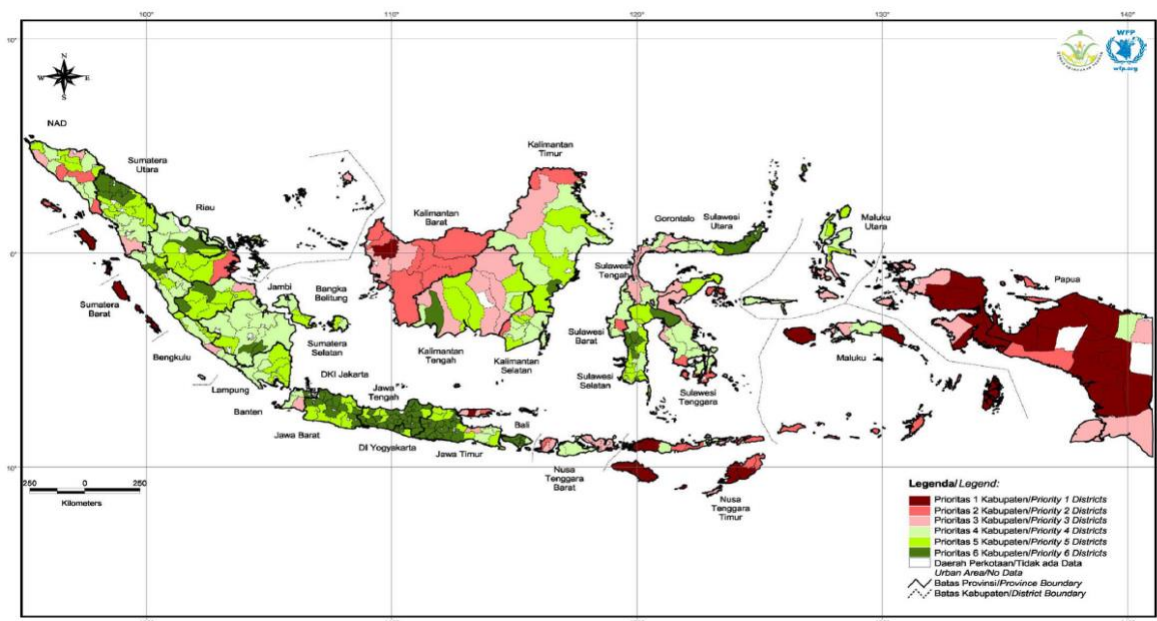 100°
110°
120°
130°
140°
10°
N
W E
S
WFP
wfp.org
NAD
Sumatera
Utara
Riau
Kalimantan
Timur
Kalimantan
Barat
Gorontalo
Sulawesi
Utara
Maluku
Utara
0°
Sulawesi
Tengah
Papua
Jambi
Bangka
Belitung
Sumatera
Barat
Sumatera
Selatan
Bengkulu
Kalimantan
Tengah
Kalimantan
Selatan
Sulawesi
Barat
Maluku
Sulawesi
Selatan
Sulawesi
Tenggara
DKI Jakarta
Lampung
Jawa
Tengah
Banten
Bali
Jawa Barat
DI Yogyakarta
Jawa Timur
Nusa
Tenggara
Barat
Nusa
Tenggara
Timur
10°
250 0 250
Kilometers
Legenda/Legend:
Prioritas 1 Kabupaten/Priority 1 Districts
Prioritas 2 Kabupaten/Priority 2 Districts
Prioritas 3 Kabupaten/Priority 3 Districts
Prioritas 4 Kabupaten/Priority 4 Districts
Prioritas 5 Kabupaten/Priority 5 Districts
Prioritas 6 Kabupaten/Priority 6 Districts
Daerah Perkotaan/Tidak ada Data
Urban Area/No Data
Batas Provinsi/Province Boundary
Batas Kabupaten/District Boundary